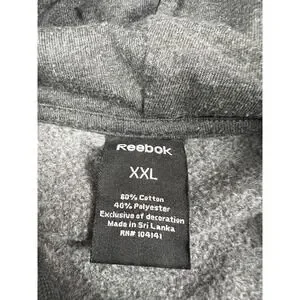 Reebok
XXL
60% Cotton
40% Polyester
Exclusive of decoration
Made in Sri Lanka
RN# 104141